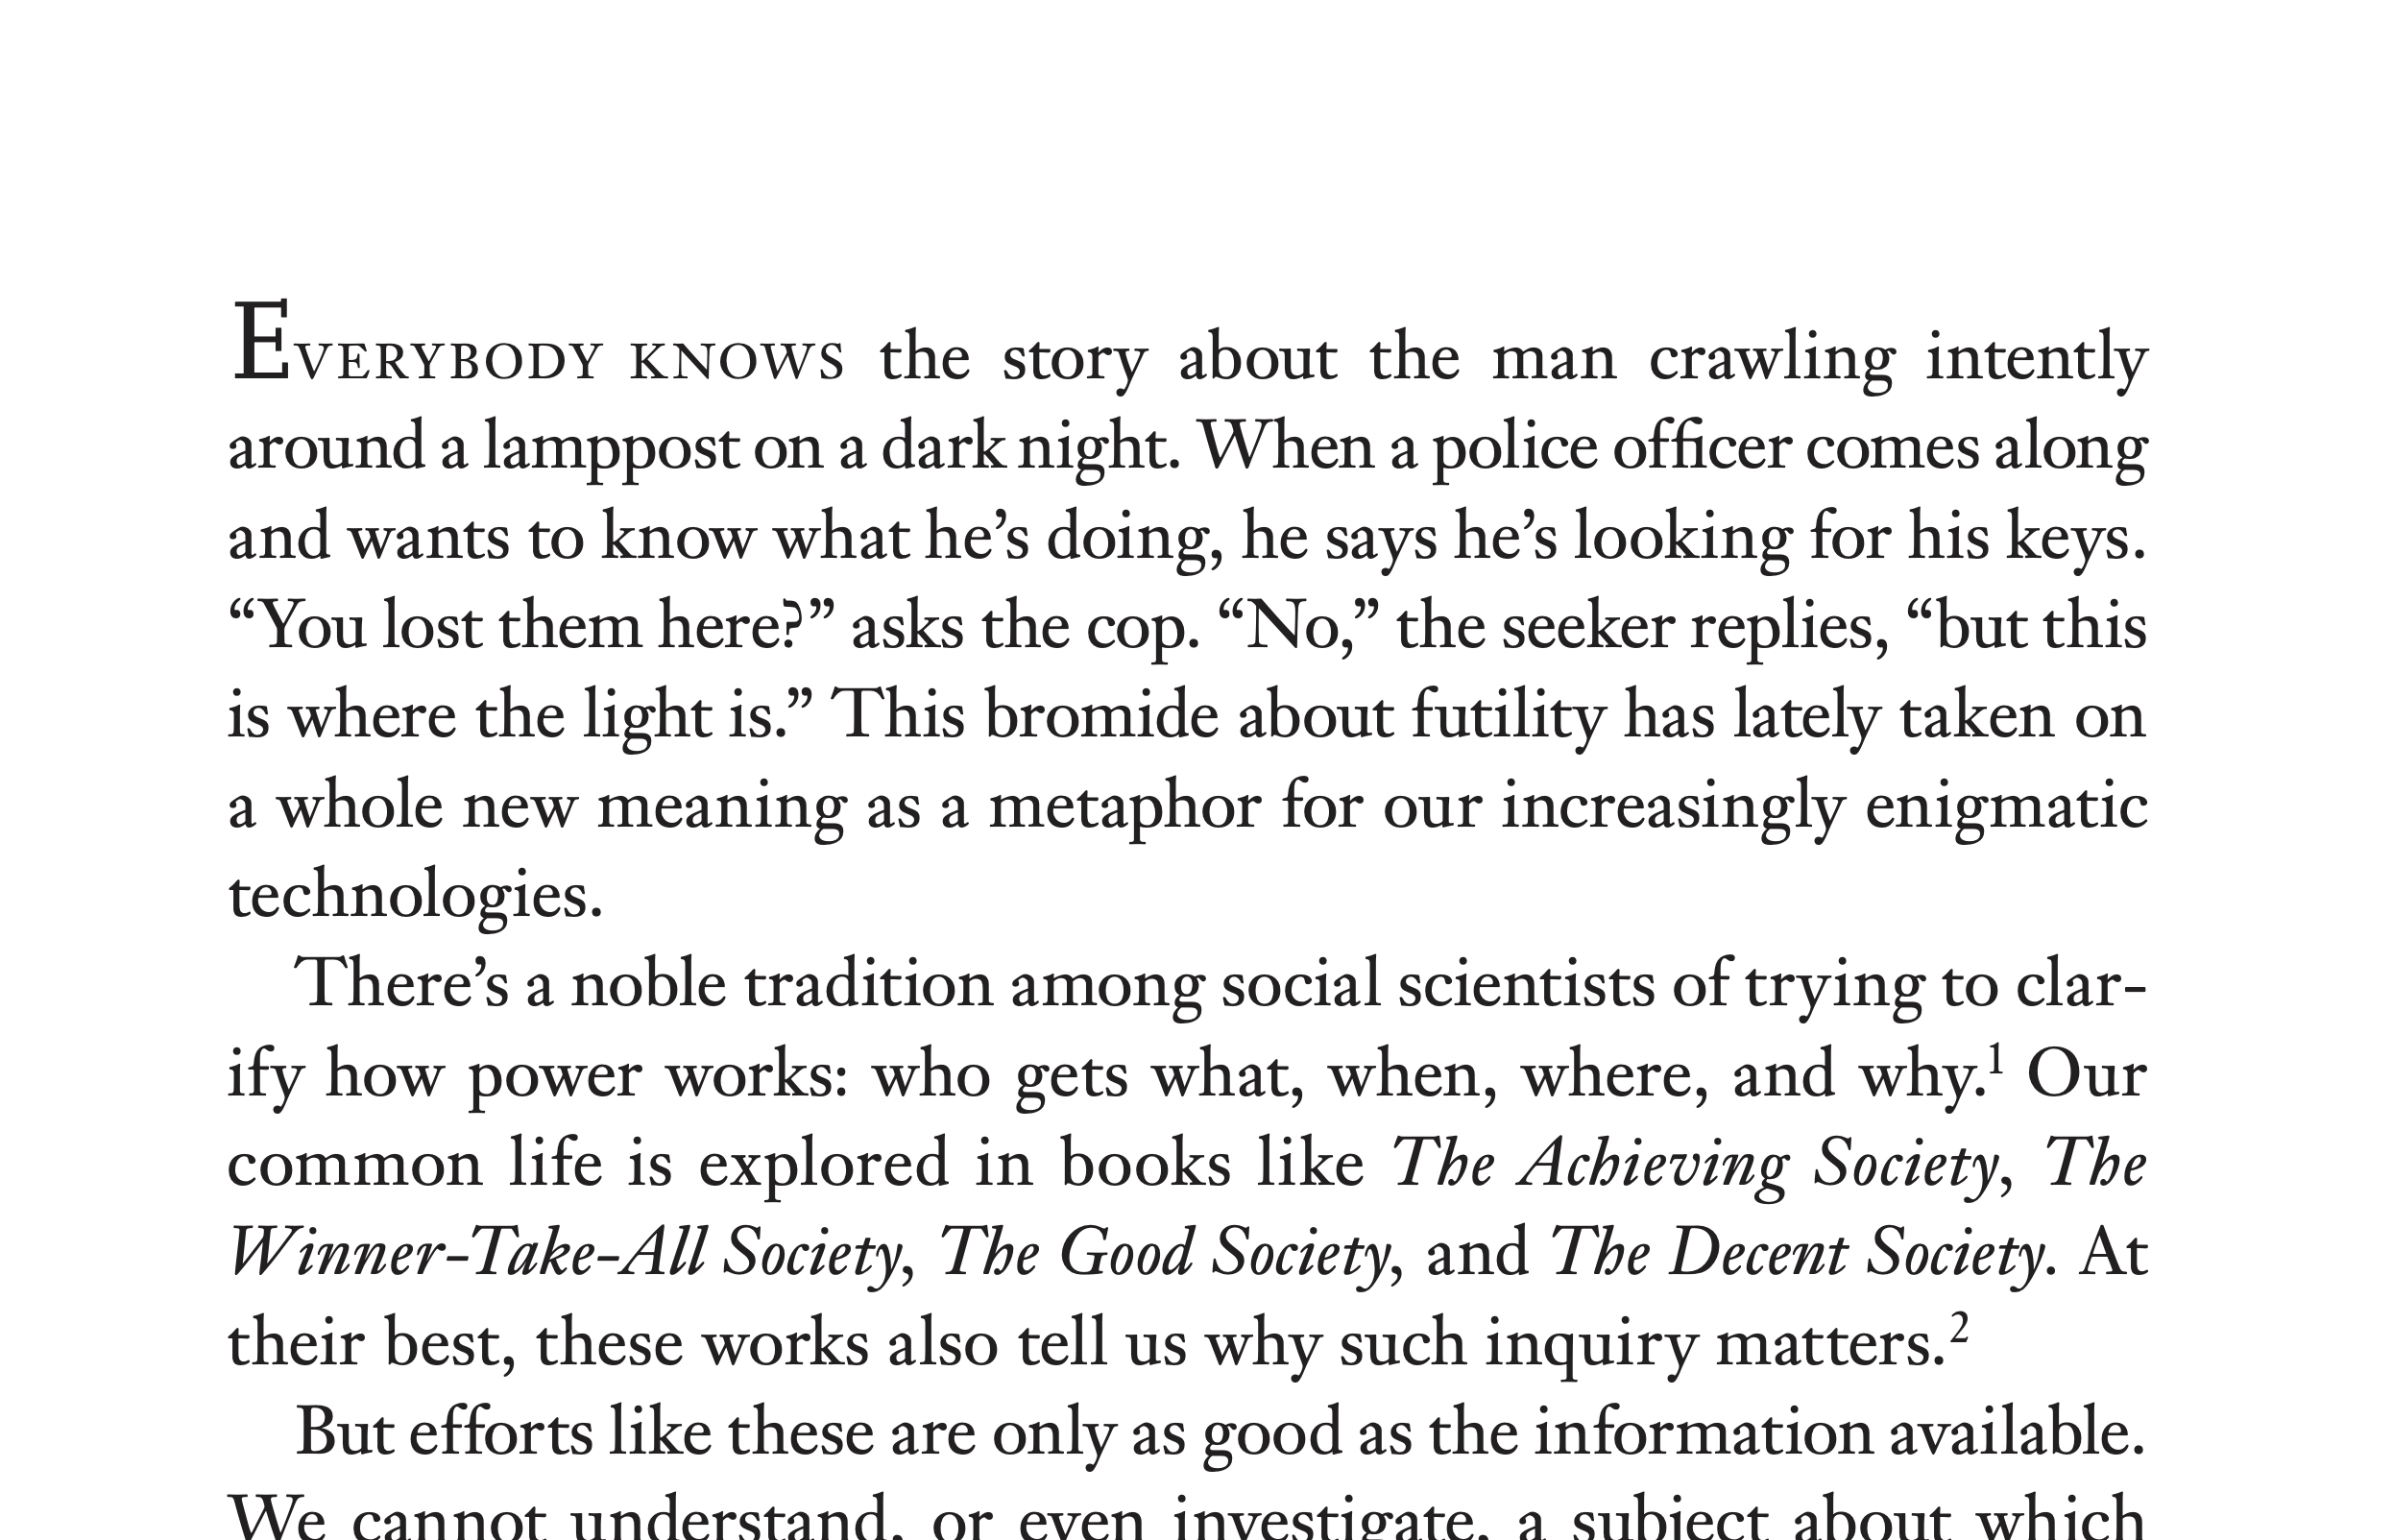 EVERYBODY KNOWS the story about the man crawling intently
around a lamppost on a dark night. When a police officer comes along
and wants to know what he’s doing, he says he’s looking for his keys.
“You lost them here?” asks the cop. “No,” the seeker replies, “but this
is where the light is.” This bromide about futility has lately taken on
a whole new meaning as a metaphor for our increasingly enigmatic
technologies.
There’s a noble tradition among social scientists of trying to clar-
ify how power works: who gets what, when, where, and why.1 Our
common life is explored in books like The Achieving Society, The
Winner-Take-All Society, The Good Society, and The Decent Society. At
their best, these works also tell us why such inquiry matters.2
But efforts like these are only as good as the information available.
We cannot understand, or even investigate, a subject about which